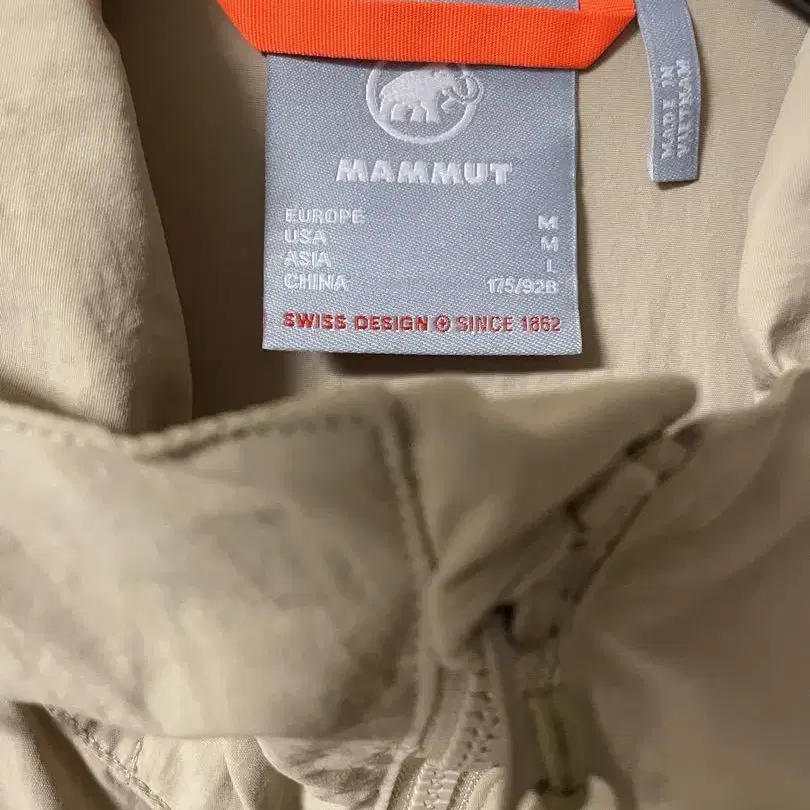 MAMMUT
EUROPE M
USA M
ASIA L
CHINA 175/92B
SWISS DESIGN SINCE 1862
MADE IN
VIETNAM